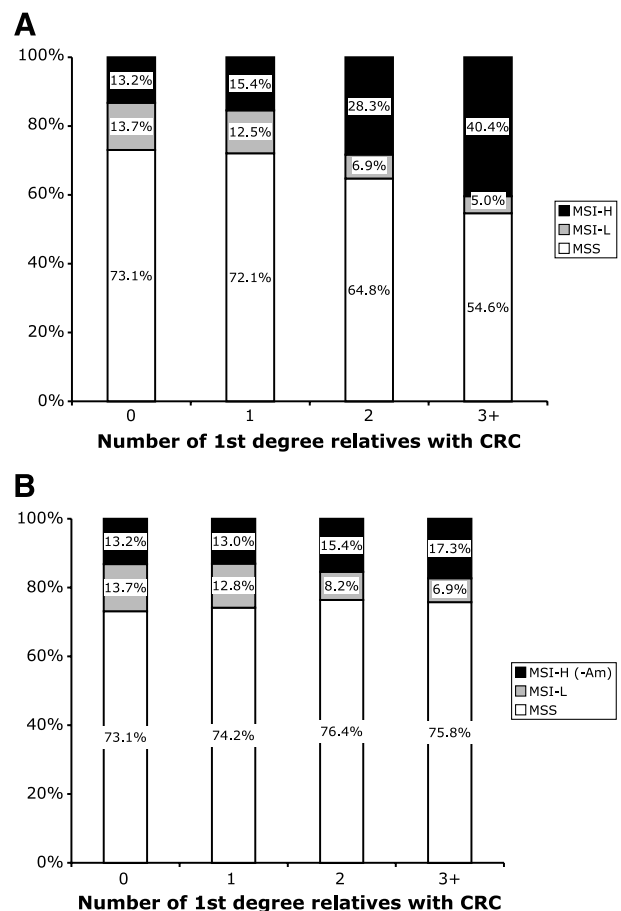 A
100%
13.2% 15.4% 28.3% 40.4%
80%
13.7% 12.5% 6.9% 5.0%
60%
MSI-H
MSI-L
MSS
40%
73.1% 72.1% 64.8% 54.6%
20%
0%
0 1 2 3+
Number of 1st degree relatives with CRC
B
100%
13.2% 13.0% 15.4% 17.3%
80%
13.7% 12.8% 8.2% 6.9%
60%
MSI-H (-Am)
MSI-L
MSS
40%
73.1% 74.2% 76.4% 75.8%
20%
0%
0 1 2 3+
Number of 1st degree relatives with CRC